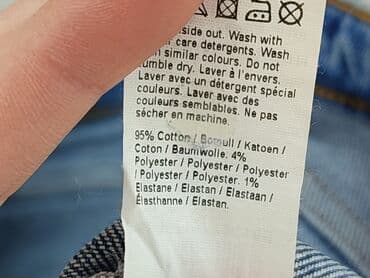 side out. Wash with
care detergents. Wash
similar colours. Do not
tumble dry. Laver à l'envers.
Laver avec un détergent spécial
couleurs. Laver avec des
couleurs semblables. Ne pas
sécher en machine.
95% Cotton / Bomull / Katoen /
Coton / Baumwolle. 4%
Polyester / Polyester / Polyester
/ Polyester / Polyester. 1%
Elastane / Elastan / Elastaan /
Élasthanne / Elastan.